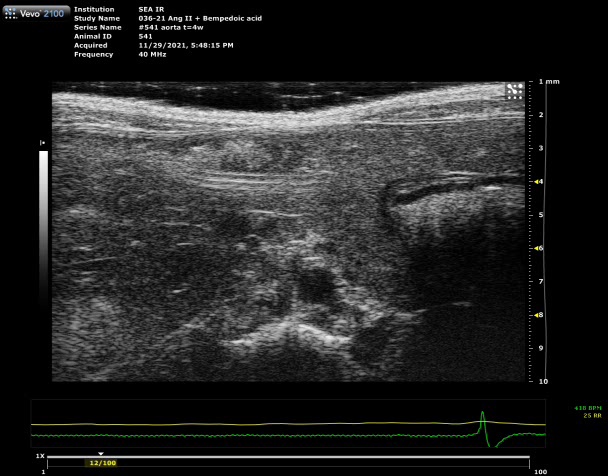 Vevo 2100
Institution SEA IR
Study Name 036-21 Ang II + Bempedoic acid
Series Name #541 aorta t=4w
Animal ID 541
Acquired 11/29/2021, 5:48:15 PM
Frequency 40 MHz
1 mm
2
3
4
5
6
7
8
9
10
418 BPM
25 RR
1X
12/100
1 100